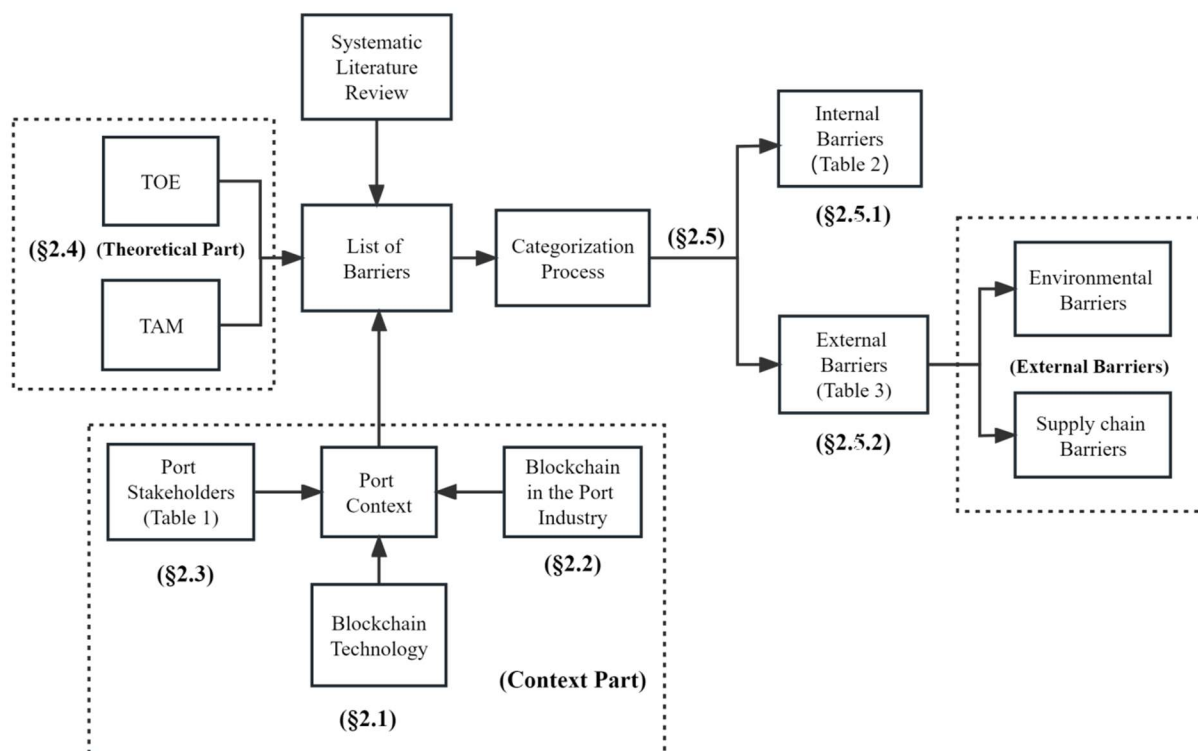 Systematic
Literature
Review
TOE
(§2.4) (Theoretical Part)
TAM
List of
Barriers
Categorization
Process
(§2.5)
Internal
Barriers
(Table 2)
(§2.5.1)
External
Barriers
(Table 3)
(§2.5.2)
Environmental
Barriers
(External Barriers)
Supply chain
Barriers
Port
Stakeholders
(Table 1)
(§2.3)
Port
Context
Blockchain
in the Port
Industry
(§2.2)
Blockchain
Technology
(§2.1)
(Context Part)